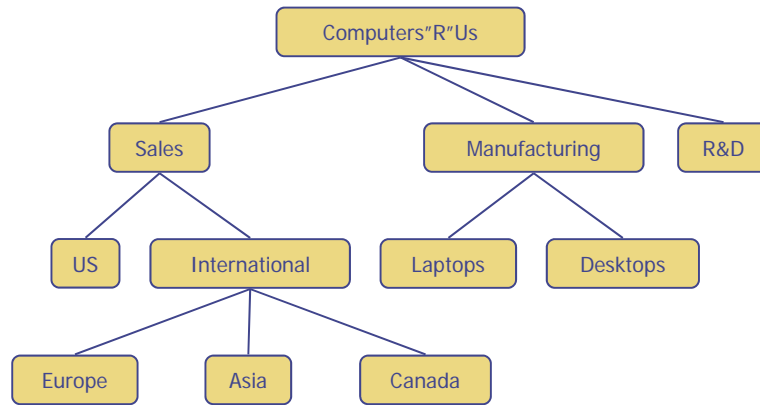 Computers"R"Us
Sales
Manufacturing
R&D
US
International
Laptops
Desktops
Europe
Asia
Canada